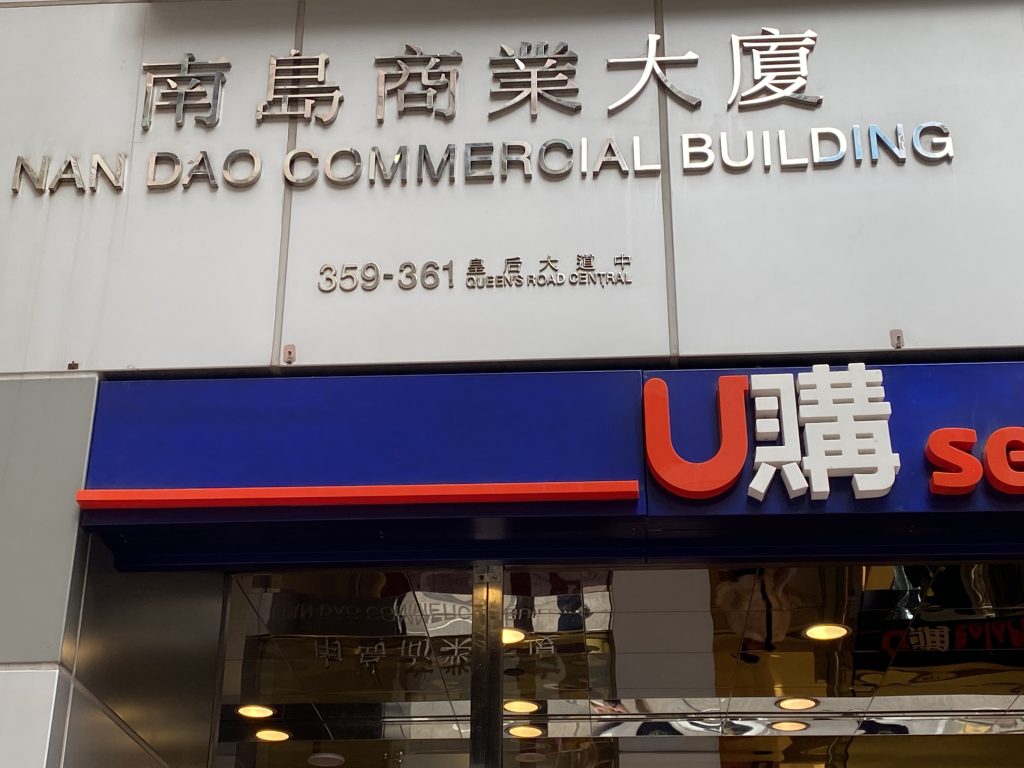 南島商業大廈
NAN DAO COMMERCIAL BUILDING
359-361 皇后大道中
QUEEN'S ROAD CENTRAL
U購 se